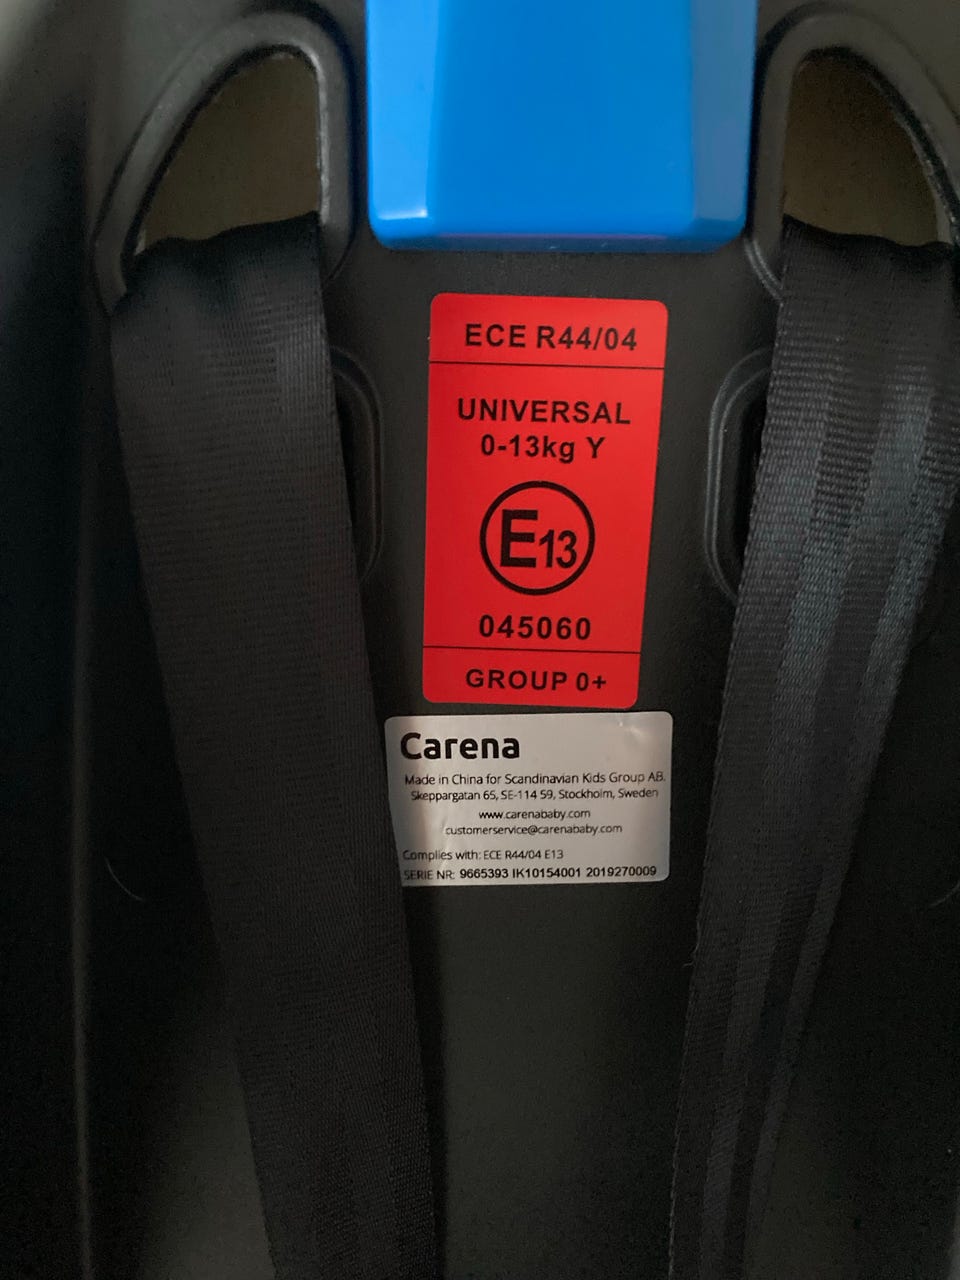 ECE R44/04
UNIVERSAL
0-13kg Y
E13
045060
GROUP 0+
Carena
Made in China for Scandinavian Kids Group AB.
Skeppargatan 65, SE-114 59, Stockholm, Sweden
www.carenababy.com
customerservice@carenababy.com
Complies with: ECE R44/04 E13
SERIE NR: 9665393 IK10154001 2019270009